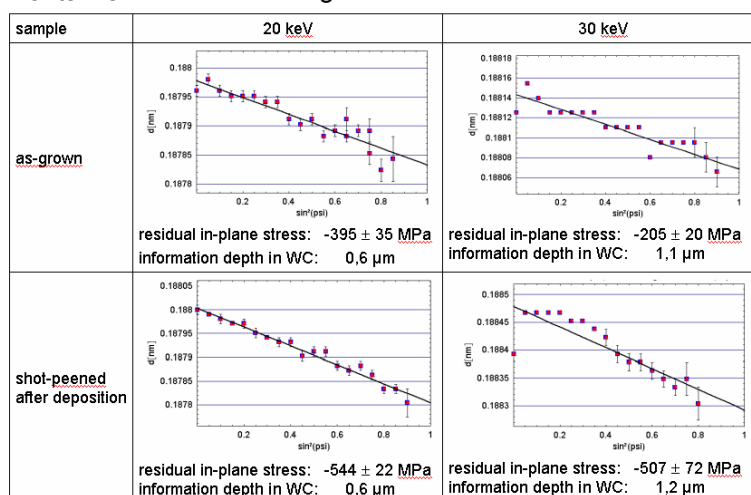 sample
20 keV
30 keV
as-grown
d[nm]
0.188
0.18795
0.1879
0.18785
0.1878
0.2
0.4
0.6
0.8
1
sin²(psi)
residual in-plane stress: -395 ± 35 MPa
information depth in WC: 0,6 µm
d[nm]
0.18818
0.18816
0.18814
0.18812
0.1881
0.18808
0.18806
0.2
0.4
0.6
0.8
1
sin²(psi)
residual in-plane stress: -205 ± 20 MPa
information depth in WC: 1,1 µm
shot-peened
after deposition
d[nm]
0.18805
0.188
0.18795
0.1879
0.18785
0.1878
0.2
0.4
0.6
0.8
1
sin²(psi)
residual in-plane stress: -544 ± 22 MPa
information depth in WC: 0,6 µm
d[nm]
0.1885
0.18845
0.1884
0.18835
0.1883
0
0.2
0.4
0.6
0.8
1
sin²(psi)
residual in-plane stress: -507 ± 72 MPa
information depth in WC: 1,2 µm